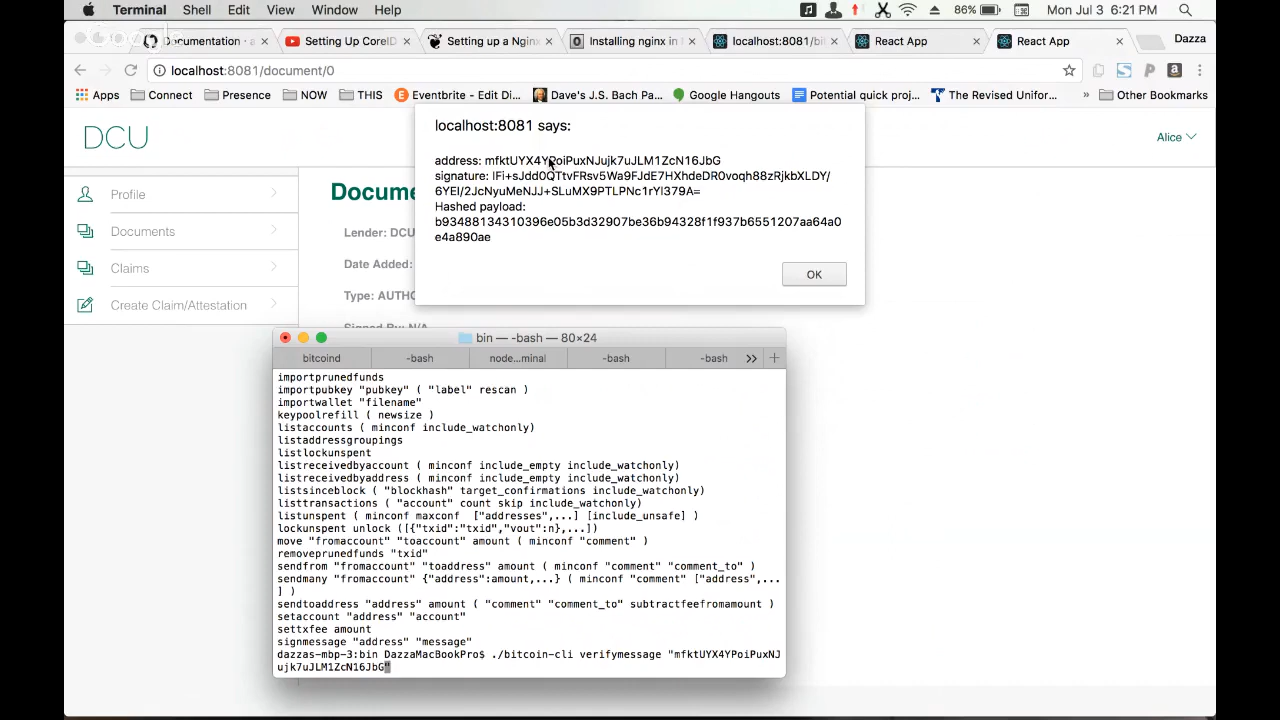 Terminal Shell Edit View Window Help 86% Mon Jul 3 6:21 PM
Documentation - a Setting Up CoreID Setting up a Nginx Installing nginx in localhost:8081/bit React App React App Dazza
localhost:8081/document/0
Apps Connect Presence NOW THIS Eventbrite - Edit Di... Dave's J.S. Bach Pa... Google Hangouts Potential quick proj... The Revised Unifor... » Other Bookmarks
DCU Alice
localhost:8081 says:
address: mfktUYX4YPoiPuxNJujk7uJLM1ZcN16JbG
signature: IFi+sJdd0QTtvFRsv5Wa9FJdE7HXhdeDR0voqh88zRjkbXLDY/
6YEI/2JcNyuMeNJJ+SLuMX9PTLPNc1rYl379A=
Hashed payload:
b93488134310396e05b3d32907be36b94328f1f937b6551207aa64a0
e4a890ae
OK
Profile
Documents
Claims
Create Claim/Attestation
Docume
Lender: DCU
Date Added:
Type: AUTHO
Signed By: N/A
bin — -bash — 80×24
bitcoind -bash node...minal -bash -bash »
importprunedfunds
importpubkey "pubkey" ( "label" rescan )
importwallet "filename"
keypoolrefill ( newsize )
listaccounts ( minconf include_watchonly)
listaddressgroupings
listlockunspent
listreceivedbyaccount ( minconf include_empty include_watchonly)
listreceivedbyaddress ( minconf include_empty include_watchonly)
listsinceblock ( "blockhash" target_confirmations include_watchonly)
listtransactions ( "account" count skip include_watchonly)
listunspent ( minconf maxconf  ["addresses",...] [include_unsafe] )
lockunspent unlock ([{"txid":"txid","vout":n},...])
move "fromaccount" "toaccount" amount ( minconf "comment" )
removeprunedfunds "txid"
sendfrom "fromaccount" "toaddress" amount ( minconf "comment" "comment_to" )
sendmany "fromaccount" {"address":amount,...} ( minconf "comment" ["address",...
] )
sendtoaddress "address" amount ( "comment" "comment_to" subtractfeefromamount )
setaccount "address" "account"
settxfee amount
signmessage "address" "message"
dazzas-mbp-3:bin DazzaMacBookPro$ ./bitcoin-cli verifymessage "mfktUYX4YPoiPuxNJ
ujk7uJLM1ZcN16JbG"